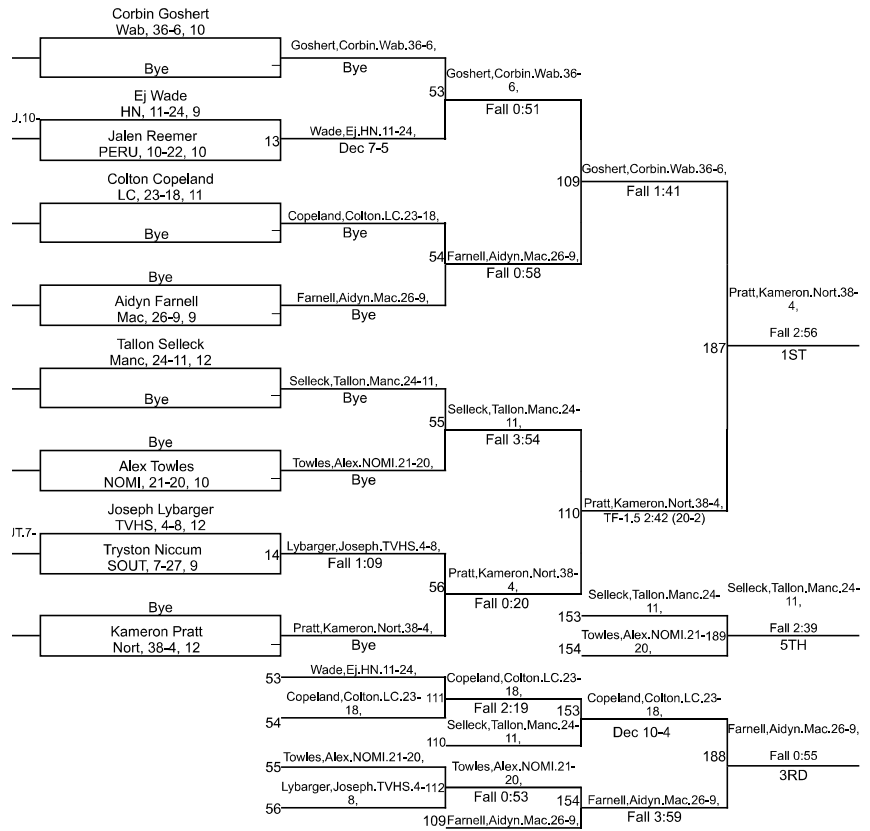 Corbin Goshert
Wab, 36-6, 10
Bye
Goshert,Corbin.Wab.36-6,
Bye
Goshert,Corbin.Wab.36-
6,
53
Fall 0:51
Ej Wade
HN, 11-24, 9
J.10-
Jalen Reemer
PERU, 10-22, 10
13
Wade,Ej.HN.11-24,
Dec 7-5
Goshert,Corbin.Wab.36-6,
109
Fall 1:41
Colton Copeland
LC, 23-18, 11
Bye
Copeland,Colton.LC.23-18,
Bye
54
Farnell,Aidyn.Mac.26-9,
Fall 0:58
Bye
Aidyn Farnell
Mac, 26-9, 9
Farnell,Aidyn.Mac.26-9,
Bye
Pratt,Kameron.Nort.38-
4,
Fall 2:56
187
1ST
Tallon Selleck
Manc, 24-11, 12
Bye
Selleck,Tallon.Manc.24-11,
Bye
Selleck,Tallon.Manc.24-
11,
55
Fall 3:54
Bye
Alex Towles
NOMI, 21-20, 10
Towles,Alex.NOMI.21-20,
Bye
110
Pratt,Kameron.Nort.38-4,
TF-1.5 2:42 (20-2)
Joseph Lybarger
TVHS, 4-8, 12
JT.7-
Tryston Niccum
SOUT, 7-27, 9
14
Lybarger,Joseph.TVHS.4-8,
Fall 1:09
Pratt,Kameron.Nort.38-
4,
56
Fall 0:20
Bye
Kameron Pratt
Nort, 38-4, 12
Pratt,Kameron.Nort.38-4,
Bye
Selleck,Tallon.Manc.24-
11,
153
Towles,Alex.NOMI.21-
20,
154
189
Selleck,Tallon.Manc.24-
11,
Fall 2:39
5TH
Wade,Ej.HN.11-24,
53
Copeland,Colton.LC.23-
18,
54
111
Copeland,Colton.LC.23-
18,
Fall 2:19
153
Selleck,Tallon.Manc.24-
11,
110
Copeland,Colton.LC.23-
18,
Dec 10-4
Farnell,Aidyn.Mac.26-9,
188
Fall 0:55
3RD
Towles,Alex.NOMI.21-20,
55
Lybarger,Joseph.TVHS.4-
8,
56
112
Towles,Alex.NOMI.21-
20,
Fall 0:53
154
Farnell,Aidyn.Mac.26-9,
Fall 3:59
109
Farnell,Aidyn.Mac.26-9,